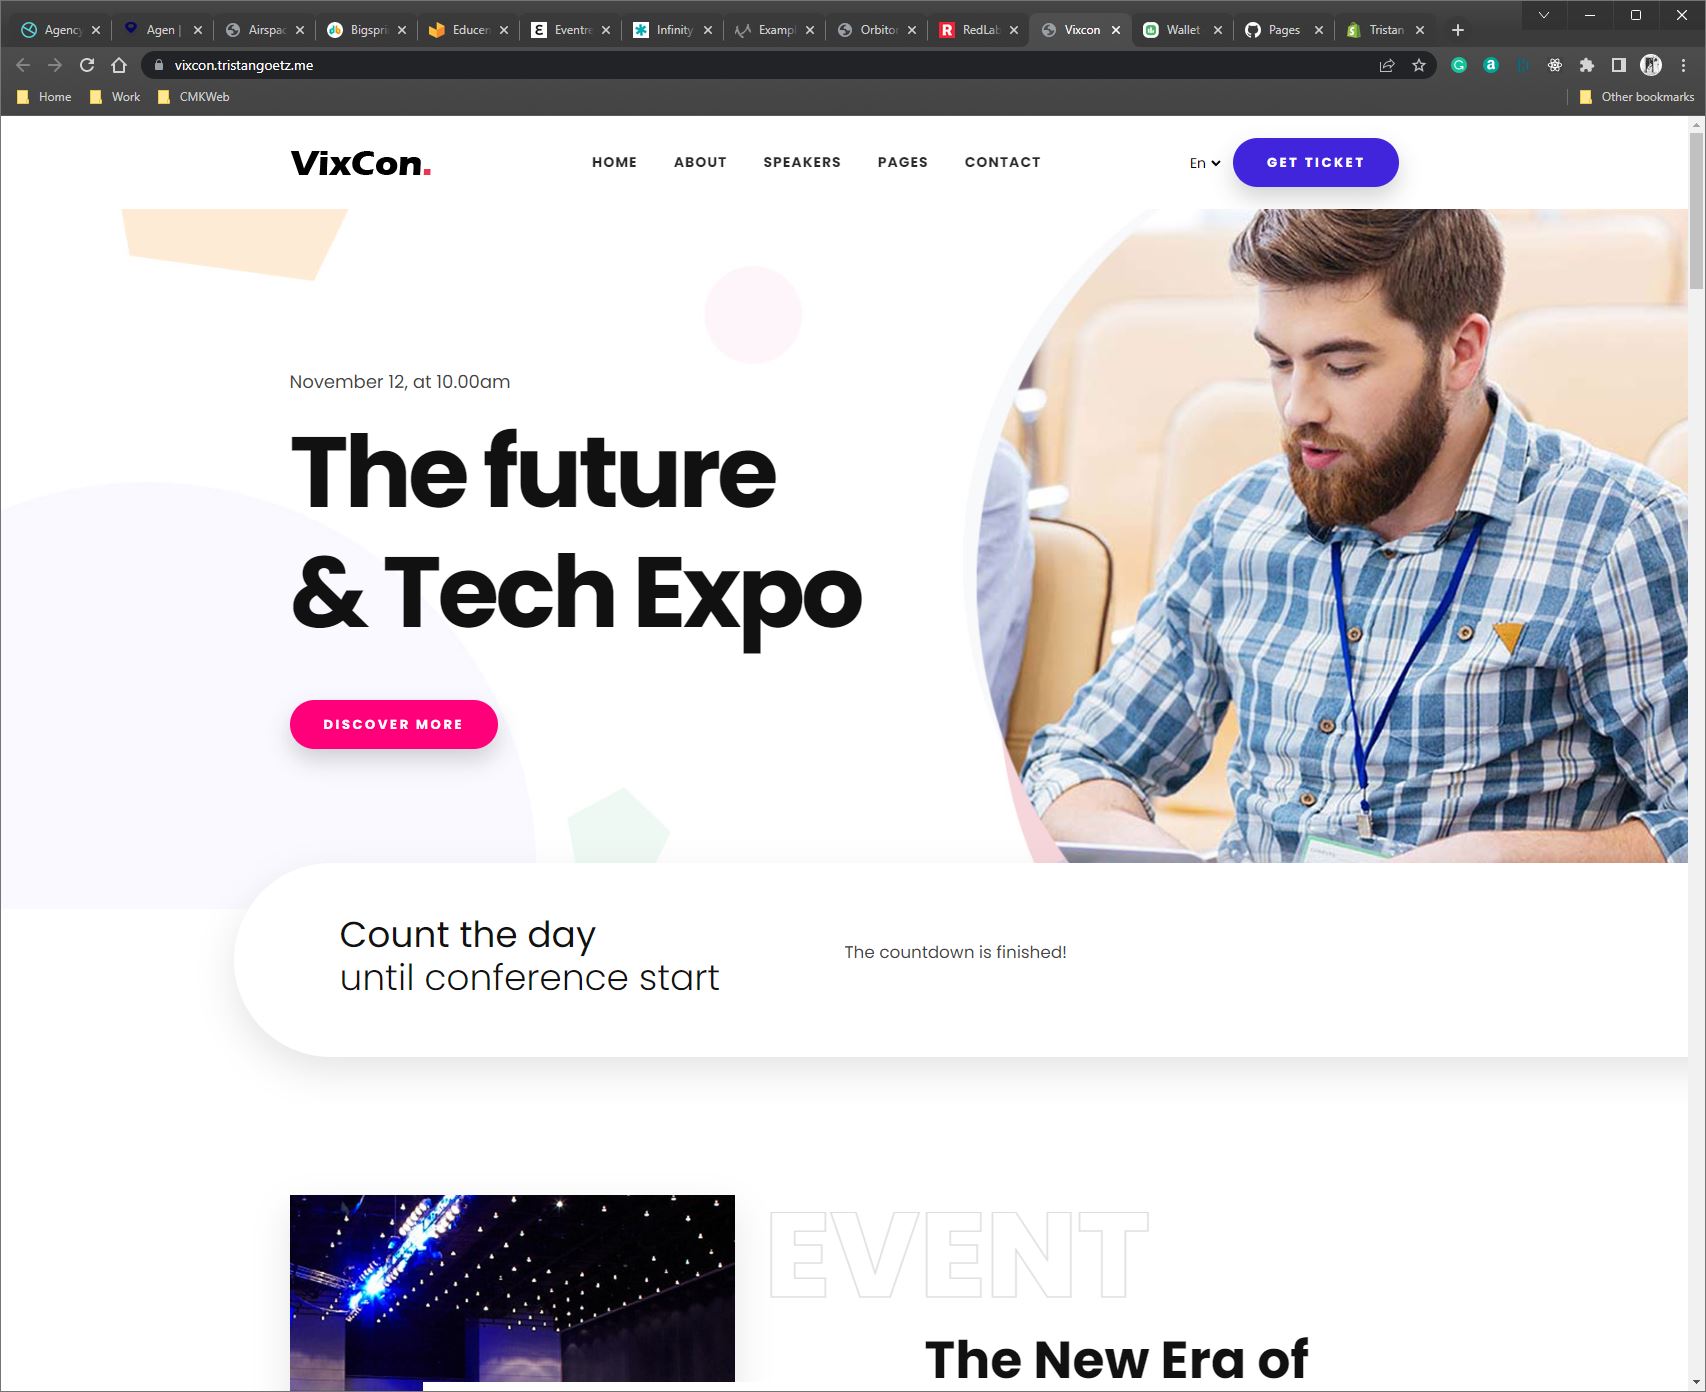 Agency
Agen |
Airspac
Bigspri
Educen
Eventre
Infinity
Exampl
Orbitor
RedLab
Vixcon
Wallet
Pages
Tristan
vixcon.tristangoetz.me
Home
Work
CMKWeb
Other bookmarks
VixCon.
HOME
ABOUT
SPEAKERS
PAGES
CONTACT
En
GET TICKET
November 12, at 10.00am
The future
& Tech Expo
DISCOVER MORE
Count the day
until conference start
The countdown is finished!
EVENT
The New Era of